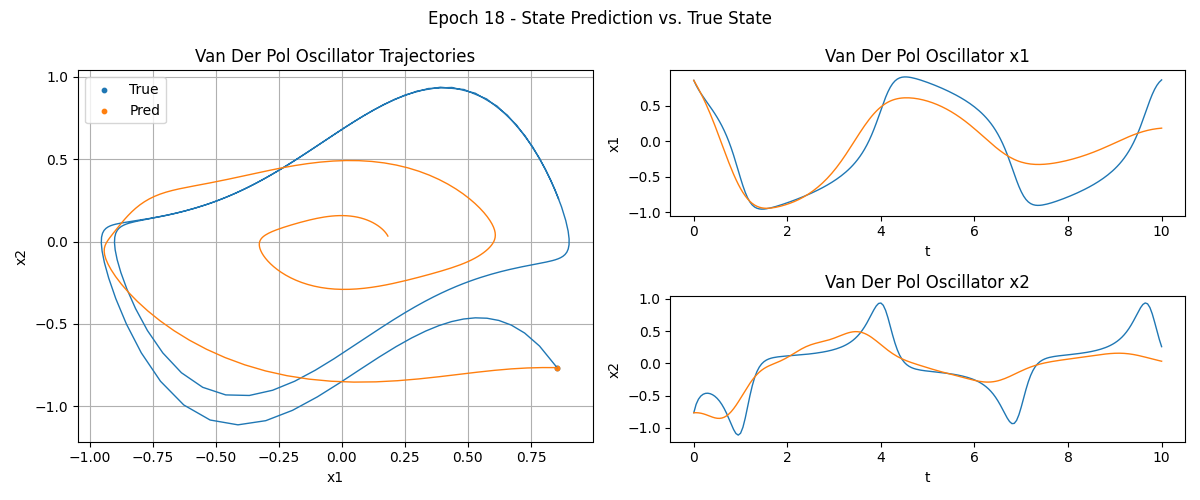 Epoch 18 - State Prediction vs. True State
Van Der Pol Oscillator Trajectories
True
Pred
1.0
0.5
0.0
−0.5
−1.0
x2
−1.00 −0.75 −0.50 −0.25 0.00 0.25 0.50 0.75
x1
Van Der Pol Oscillator x1
0.5
0.0
−0.5
−1.0
x1
0 2 4 6 8 10
t
Van Der Pol Oscillator x2
1.0
0.5
0.0
−0.5
−1.0
x2
0 2 4 6 8 10
t